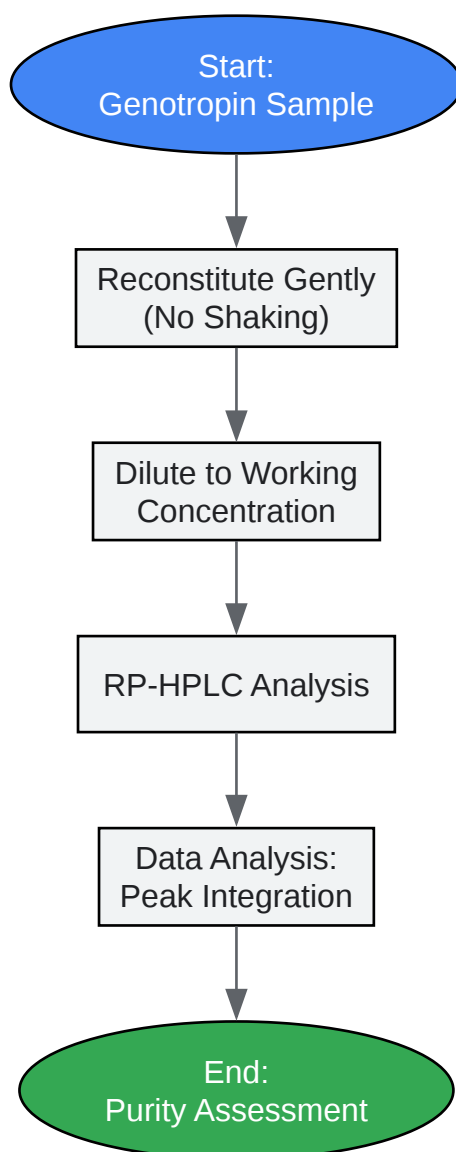 Start:
Genotropin Sample
Reconstitute Gently
(No Shaking)
Dilute to Working
Concentration
RP-HPLC Analysis
Data Analysis:
Peak Integration
End:
Purity Assessment